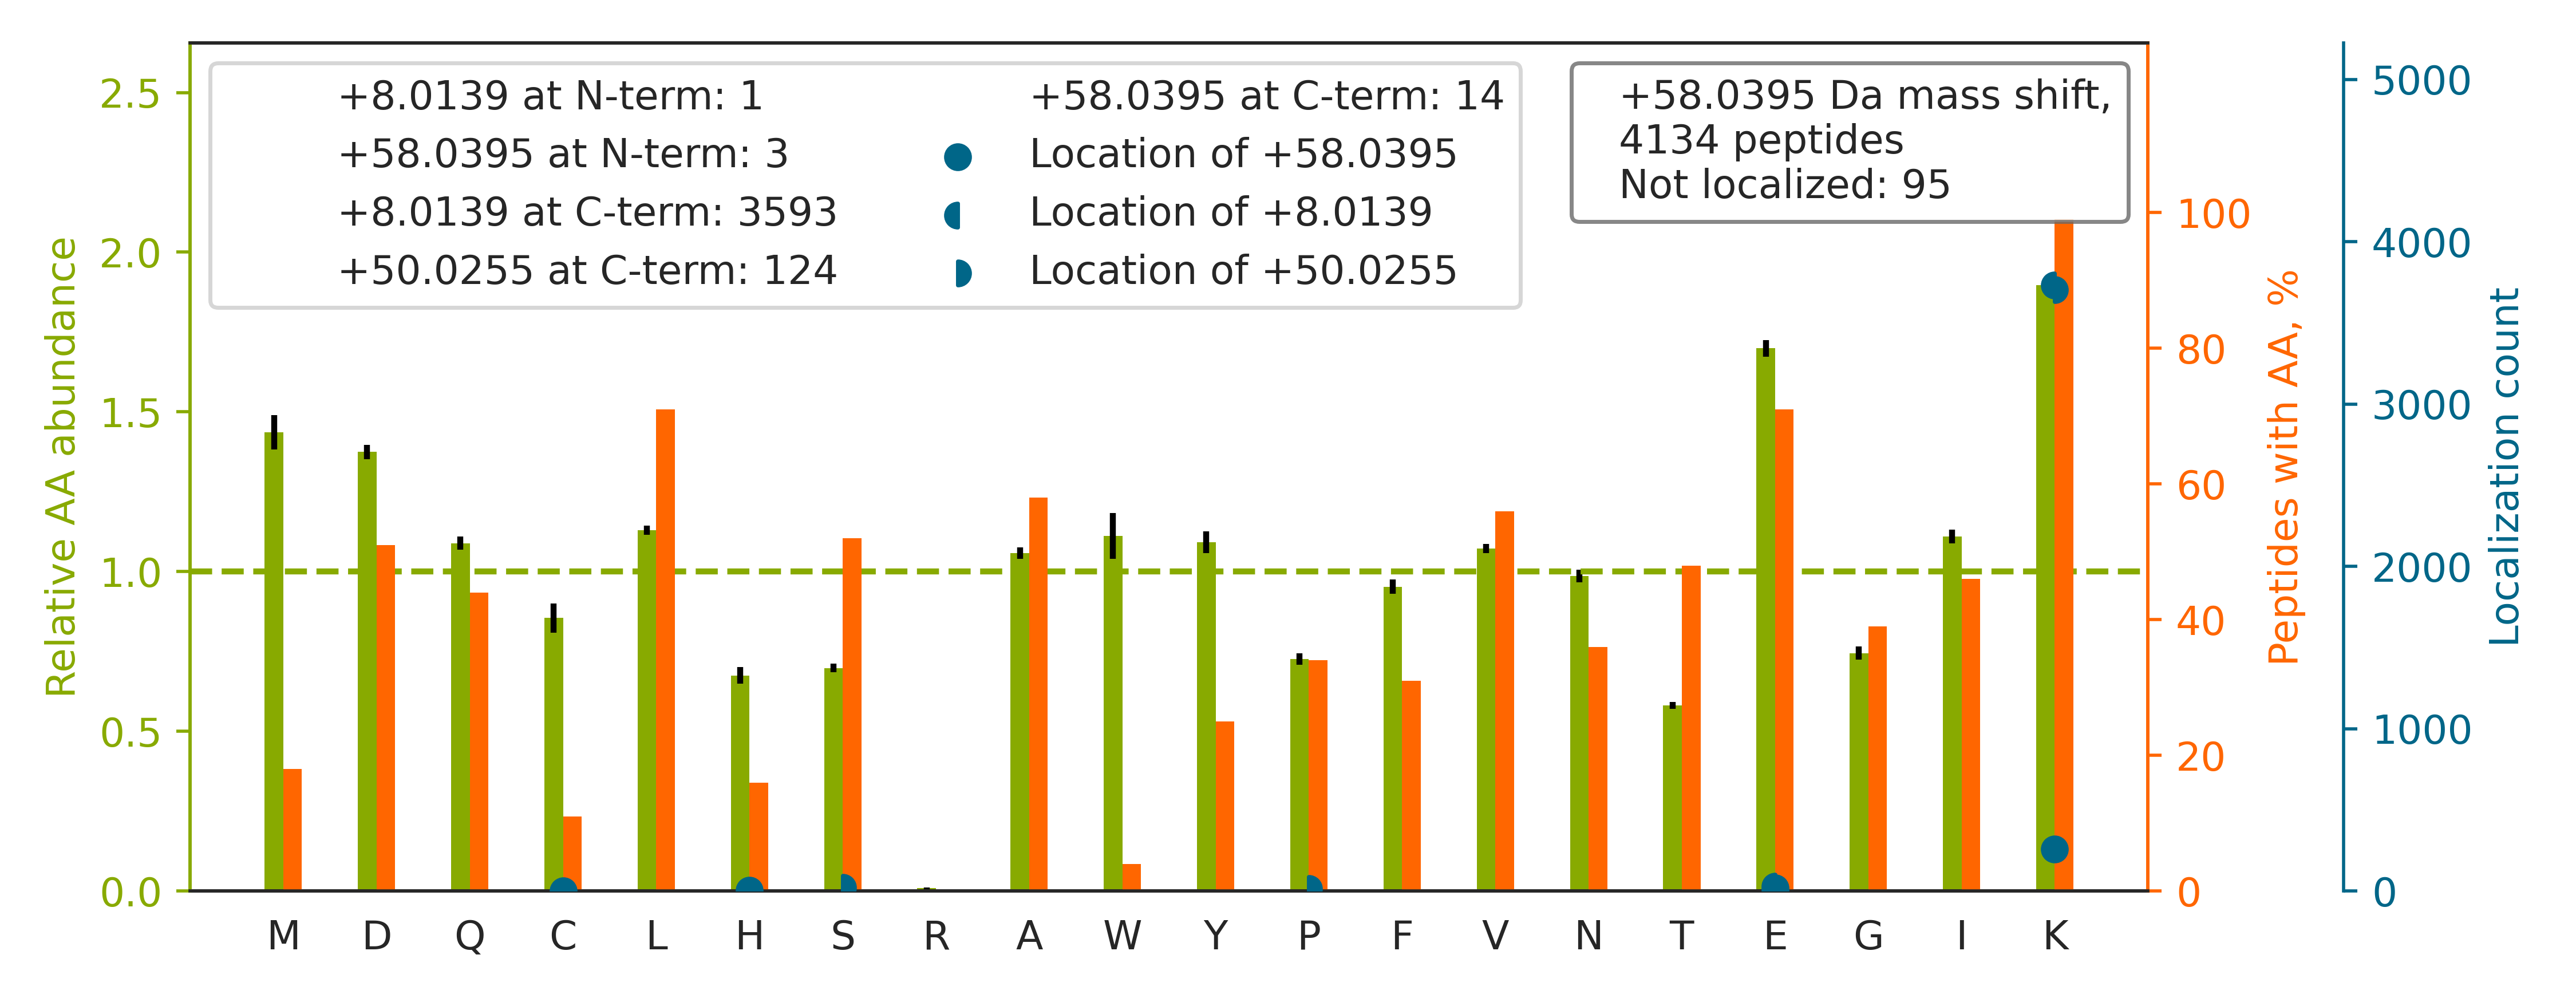 +8.0139 at N-term: 1
+58.0395 at N-term: 3
+8.0139 at C-term: 3593
+50.0255 at C-term: 124
+58.0395 at C-term: 14
Location of +58.0395
Location of +8.0139
Location of +50.0255
+58.0395 Da mass shift,
4134 peptides
Not localized: 95
Relative AA abundance
2.5
2.0
1.5
1.0
0.5
0.0
M D Q C L H S R A W Y P F V N T E G I K
100
80
60
40
20
0
Peptides with AA, %
5000
4000
3000
2000
1000
0
Localization count